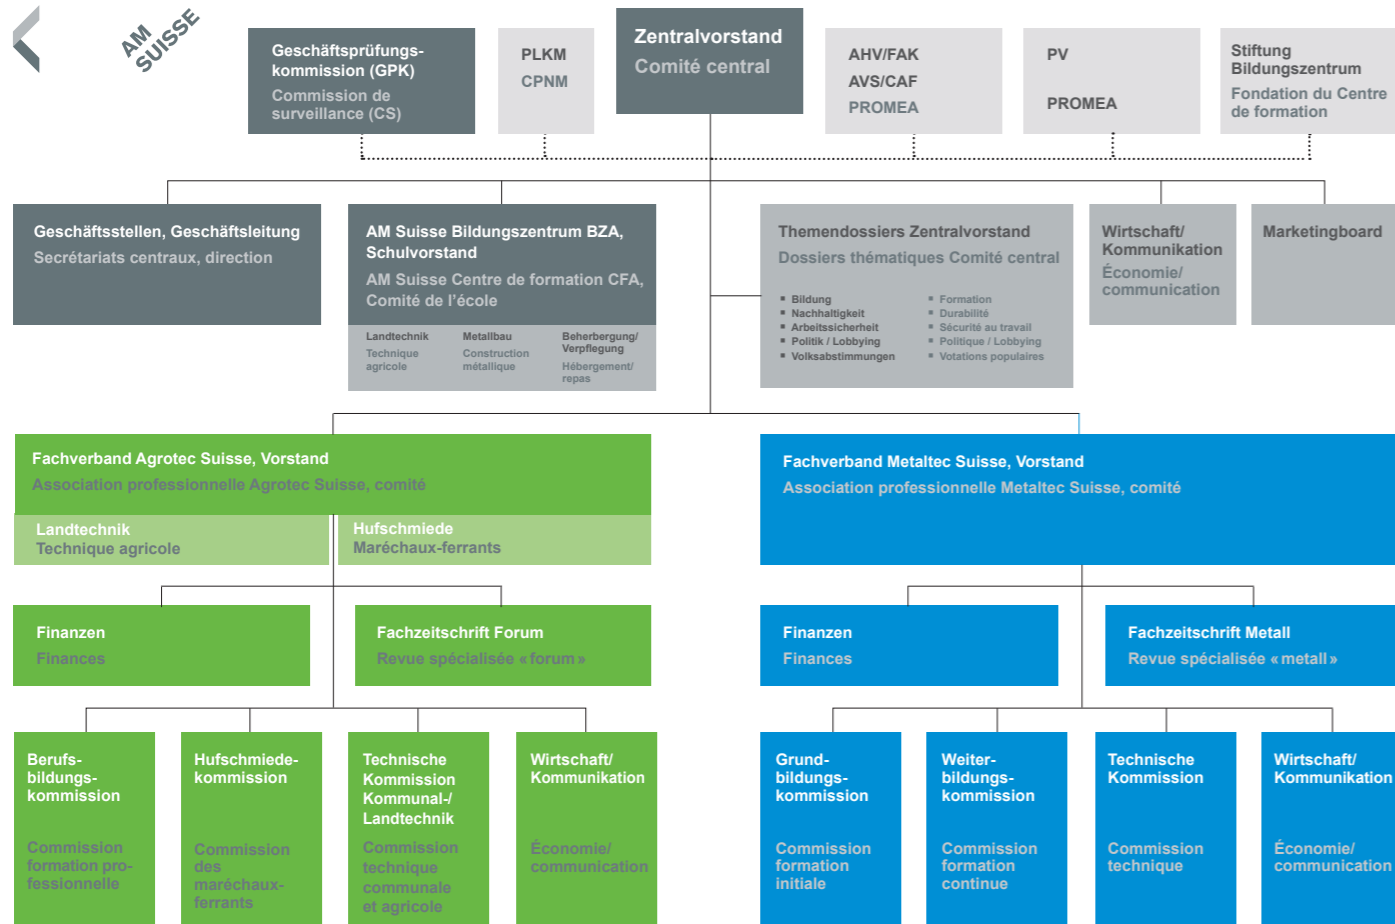 AM
SUISSE
Geschäftsprüfungs-
kommission (GPK)
Commission de
surveillance (CS)
PLKM
CPNM
Zentralvorstand
Comité central
AHV/FAK
AVS/CAF
PROMEA
PV
PROMEA
Stiftung
Bildungszentrum
Fondation du Centre
de formation
Geschäftsstellen, Geschäftsleitung
Secrétariats centraux, direction
AM Suisse Bildungszentrum BZA,
Schulvorstand
AM Suisse Centre de formation CFA,
Comité de l’école
Landtechnik
Technique
agricole
Metallbau
Construction
métallique
Beherbergung/
Verpflegung
Hébergement/
repas
Themendossiers Zentralvorstand
Dossiers thématiques Comité central
▪ Bildung
▪ Nachhaltigkeit
▪ Arbeitssicherheit
▪ Politik / Lobbying
▪ Volksabstimmungen
▪ Formation
▪ Durabilité
▪ Sécurité au travail
▪ Politique / Lobbying
▪ Votations populaires
Wirtschaft/
Kommunikation
Économie/
communication
Marketingboard
Fachverband Agrotec Suisse, Vorstand
Association professionnelle Agrotec Suisse, comité
Landtechnik
Technique agricole
Hufschmiede
Maréchaux-ferrants
Fachverband Metaltec Suisse, Vorstand
Association professionnelle Metaltec Suisse, comité
Finanzen
Finances
Fachzeitschrift Forum
Revue spécialisée « forum »
Finanzen
Finances
Fachzeitschrift Metall
Revue spécialisée « metall »
Berufs-
bildungs-
kommission
Commission
formation pro-
fessionnelle
Hufschmiede-
kommission
Commission
des
maréchaux-
ferrants
Technische
Kommission
Kommunal-/
Landtechnik
Commission
technique
communale
et agricole
Wirtschaft/
Kommunikation
Économie/
communication
Grund-
bildungs-
kommission
Commission
formation
initiale
Weiter-
bildungs-
kommission
Commission
formation
continue
Technische
Kommission
Commission
technique
Wirtschaft/
Kommunikation
Économie/
communication